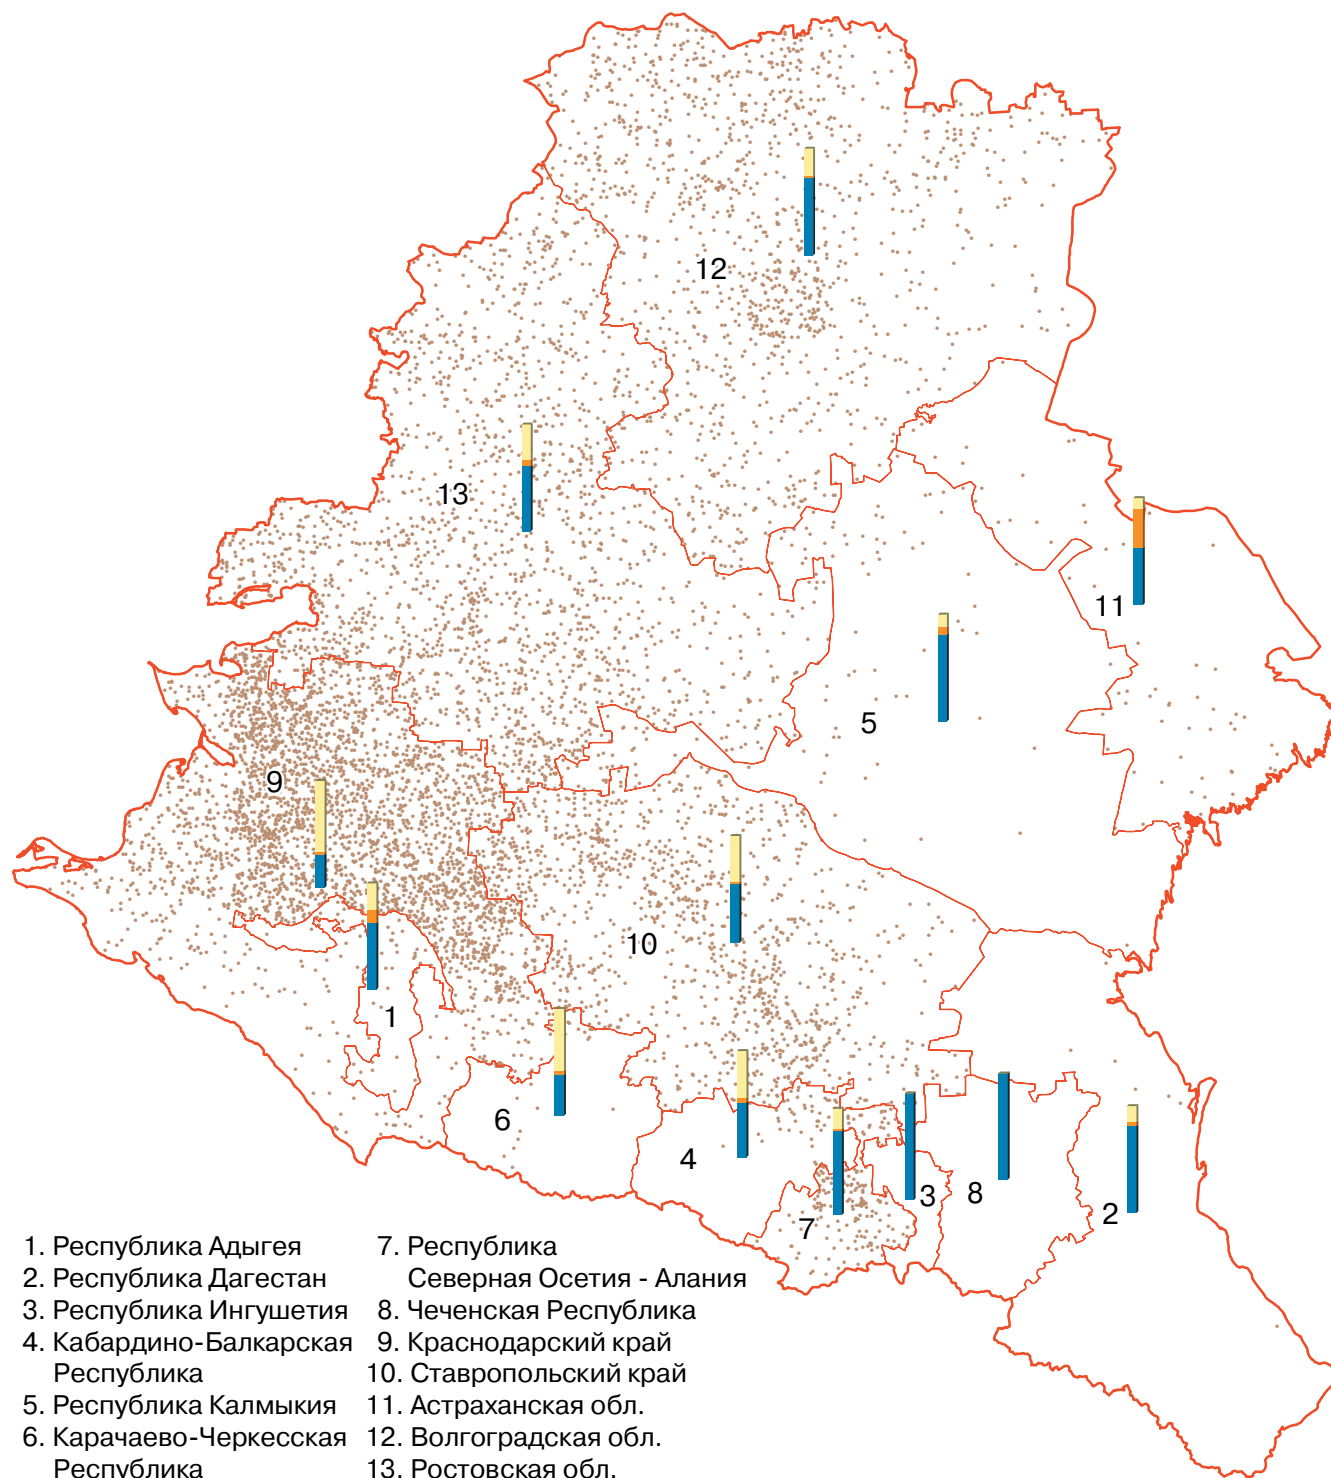 12
13
11
5
9
10
1
6
4
3
8
7
2
1. Республика Адыгея
2. Республика Дагестан
3. Республика Ингушетия
4. Кабардино-Балкарская
Республика
5. Республика Калмыкия
6. Карачаево-Черкесская
Республика
7. Республика
Северная Осетия - Алания
8. Чеченская Республика
9. Краснодарский край
10. Ставропольский край
11. Астраханская обл.
12. Волгоградская обл.
13. Ростовская обл.